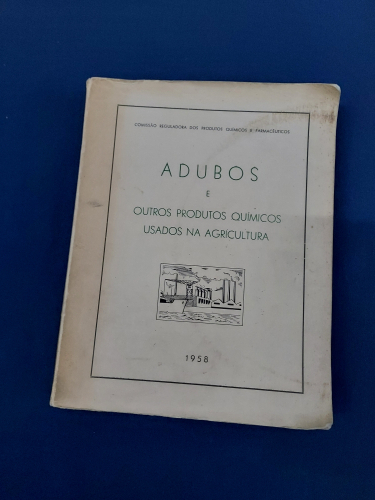 COMISSÃO REGULADORA DOS PRODUTOS QUÍMICOS E FARMACÊUTICOS
ADUBOS
E
OUTROS PRODUTOS QUÍMICOS
USADOS NA AGRICULTURA
1958